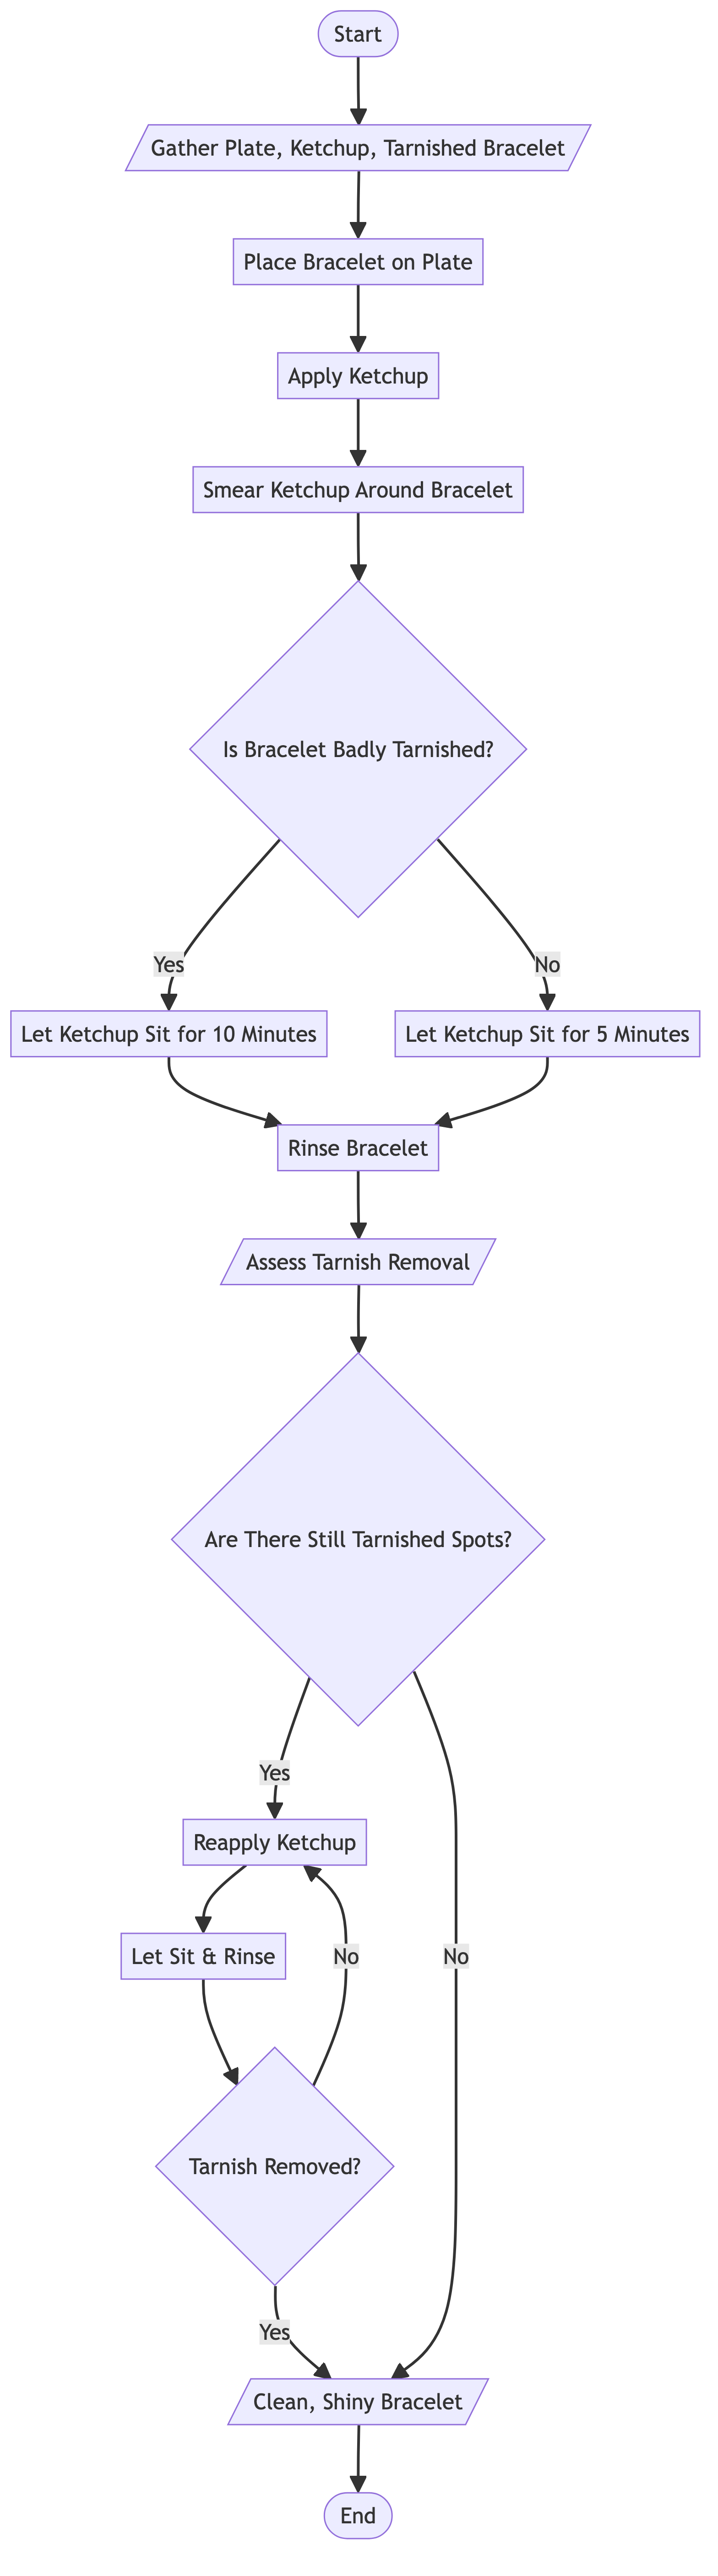 Start
Gather Plate, Ketchup, Tarnished Bracelet
Place Bracelet on Plate
Apply Ketchup
Smear Ketchup Around Bracelet
Is Bracelet Badly Tarnished?
Yes
No
Let Ketchup Sit for 10 Minutes
Let Ketchup Sit for 5 Minutes
Rinse Bracelet
Assess Tarnish Removal
Are There Still Tarnished Spots?
Yes
Reapply Ketchup
Let Sit & Rinse
No
No
Tarnish Removed?
Yes
Clean, Shiny Bracelet
End